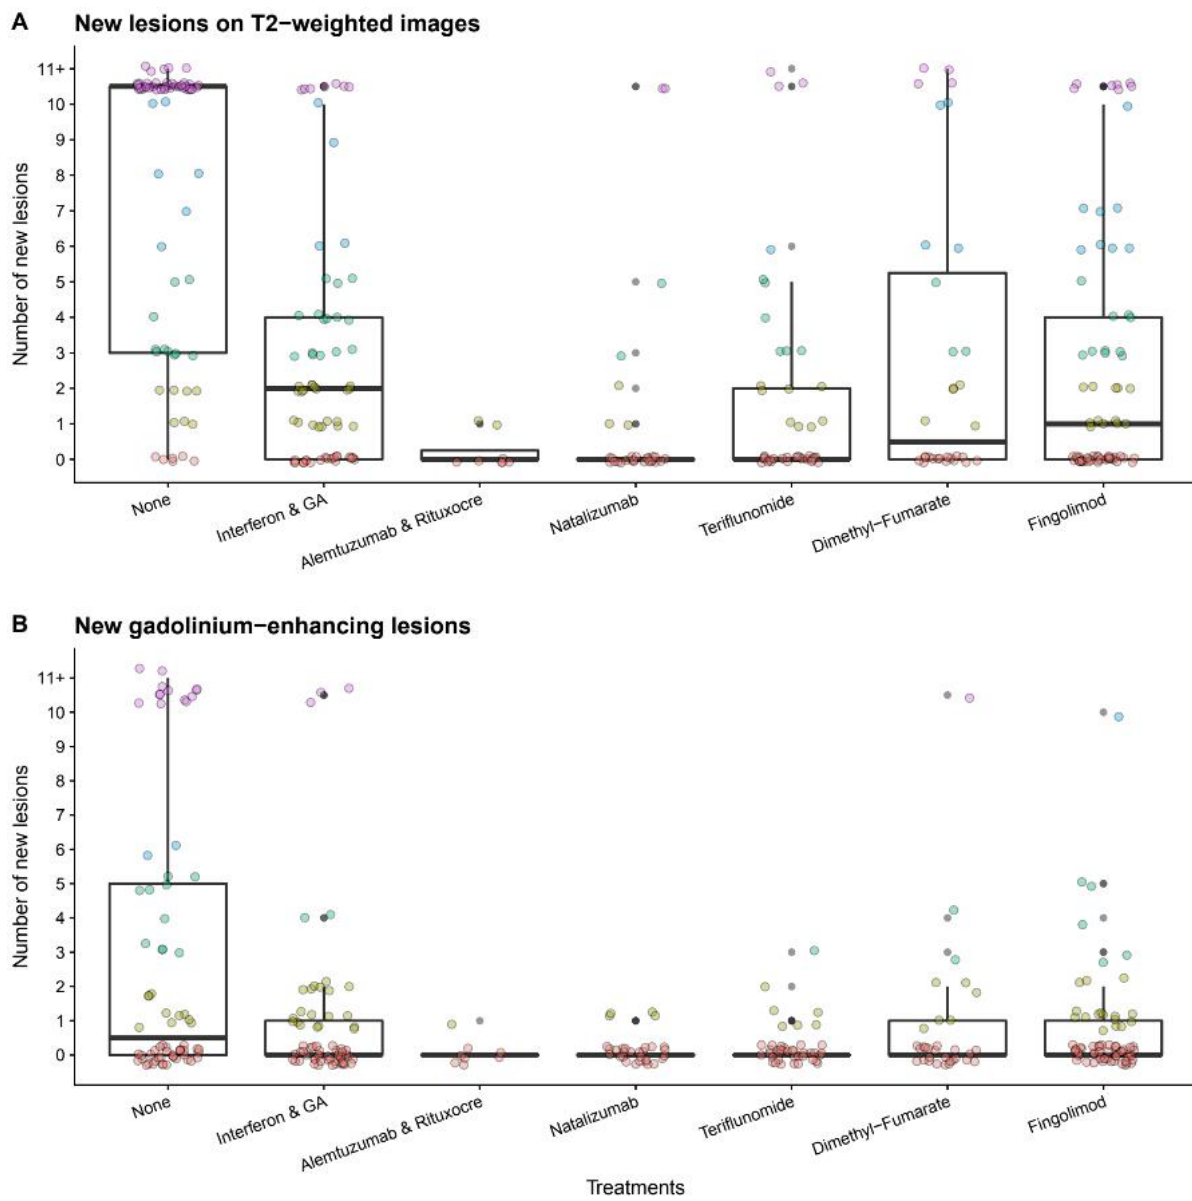 A New lesions on T2−weighted images
Number of new lesions
11+
10
9
8
7
6
5
4
3
2
1
0
None
Interferon & GA
Alemtuzumab & Rituxocre
Natalizumab
Teriflunomide
Dimethyl−Fumarate
Fingolimod
B New gadolinium−enhancing lesions
Number of new lesions
11+
10
9
8
7
6
5
4
3
2
1
0
None
Interferon & GA
Alemtuzumab & Rituxocre
Natalizumab
Teriflunomide
Dimethyl−Fumarate
Fingolimod
Treatments